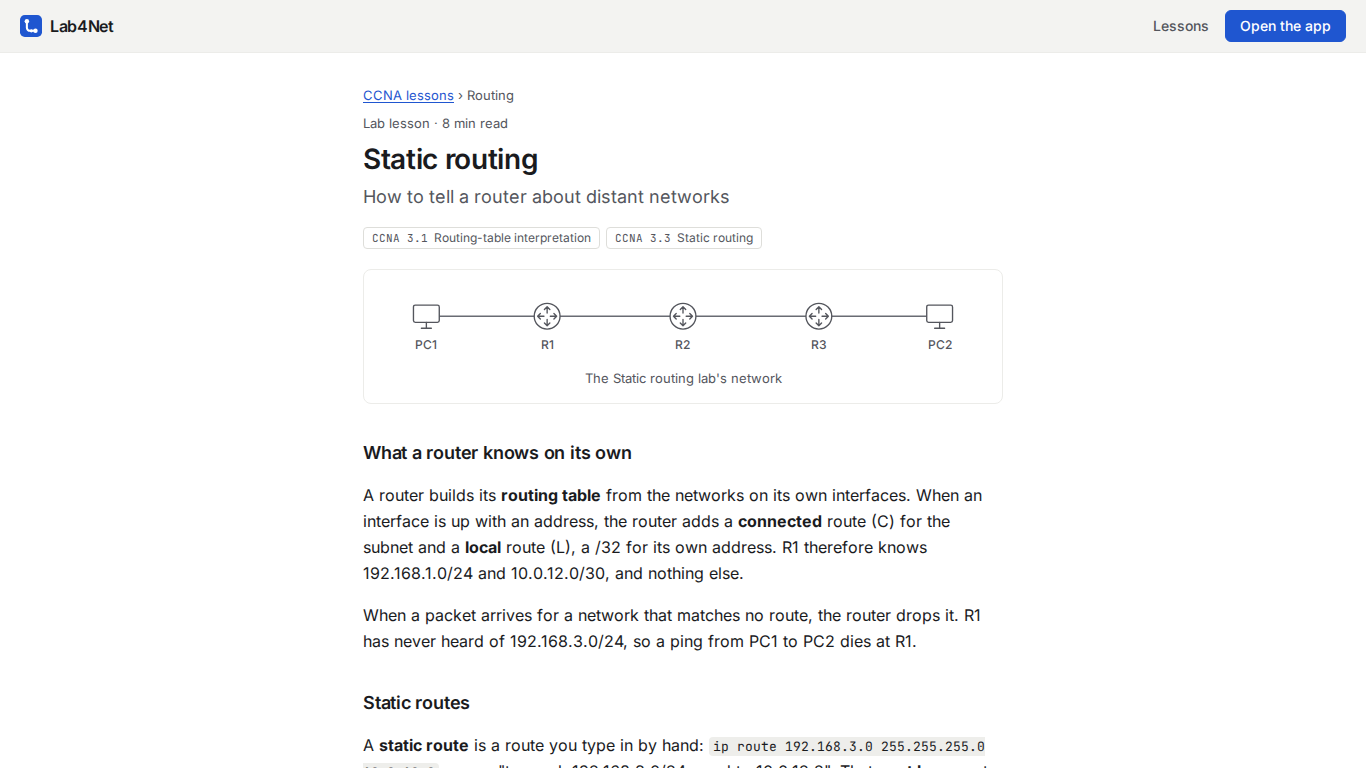 Lab4Net
Lessons
Open the app
CCNA lessons › Routing
Lab lesson · 8 min read
Static routing
How to tell a router about distant networks
CCNA 3.1 Routing-table interpretation
CCNA 3.3 Static routing
PC1 R1 R2 R3 PC2
The Static routing lab's network
What a router knows on its own
A router builds its routing table from the networks on its own interfaces. When an
interface is up with an address, the router adds a connected route (C) for the
subnet and a local route (L), a /32 for its own address. R1 therefore knows
192.168.1.0/24 and 10.0.12.0/30, and nothing else.
When a packet arrives for a network that matches no route, the router drops it. R1
has never heard of 192.168.3.0/24, so a ping from PC1 to PC2 dies at R1.
Static routes
A static route is a route you type in by hand: ip route 192.168.3.0 255.255.255.0